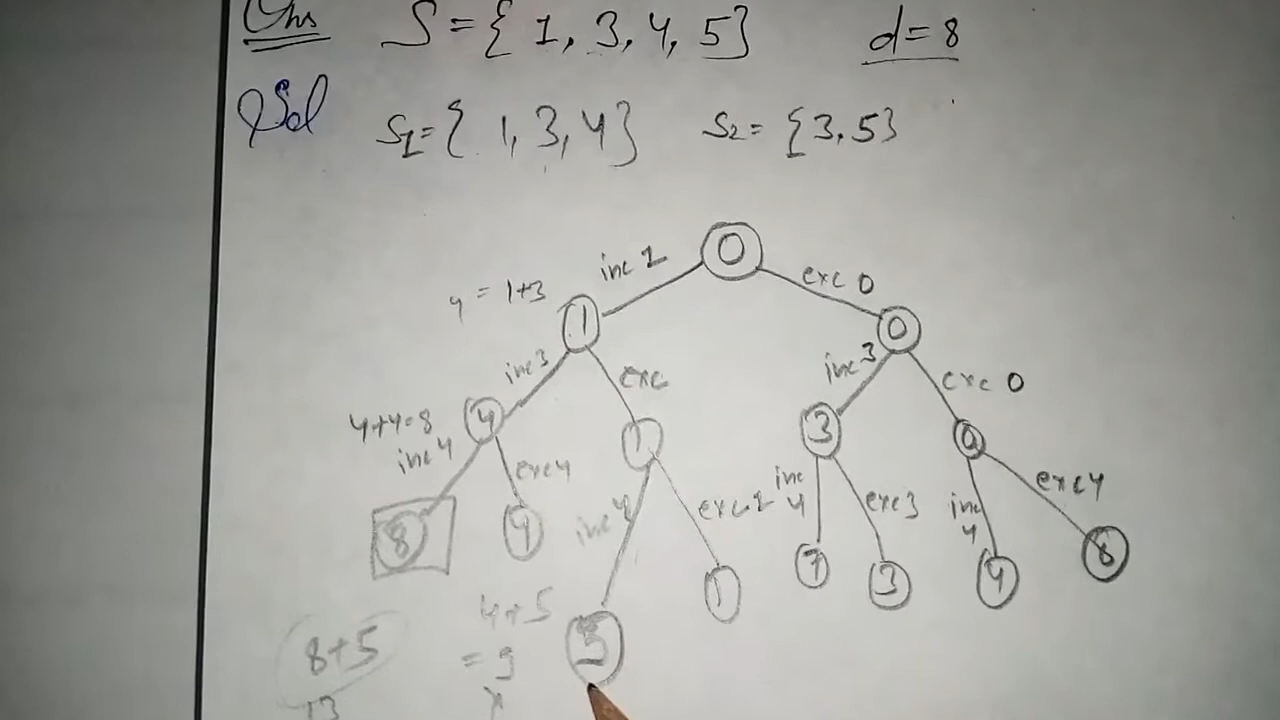 Qns S = { 1, 3, 4, 5} d = 8
Sol S1 = { 1, 3, 4} S2 = {3, 5}
0
inc 1 exc 0
4 = 1+3
1 0
inc 3 exc inc 3 exc 0
4+4=8 4 1 3 0
inc 4 exc 4 inc 4 exc 1 inc 4 exc 3 inc 4 exc 4
8 4 5 1 7 3 4 8
8+5 4+5
= 9
13 x